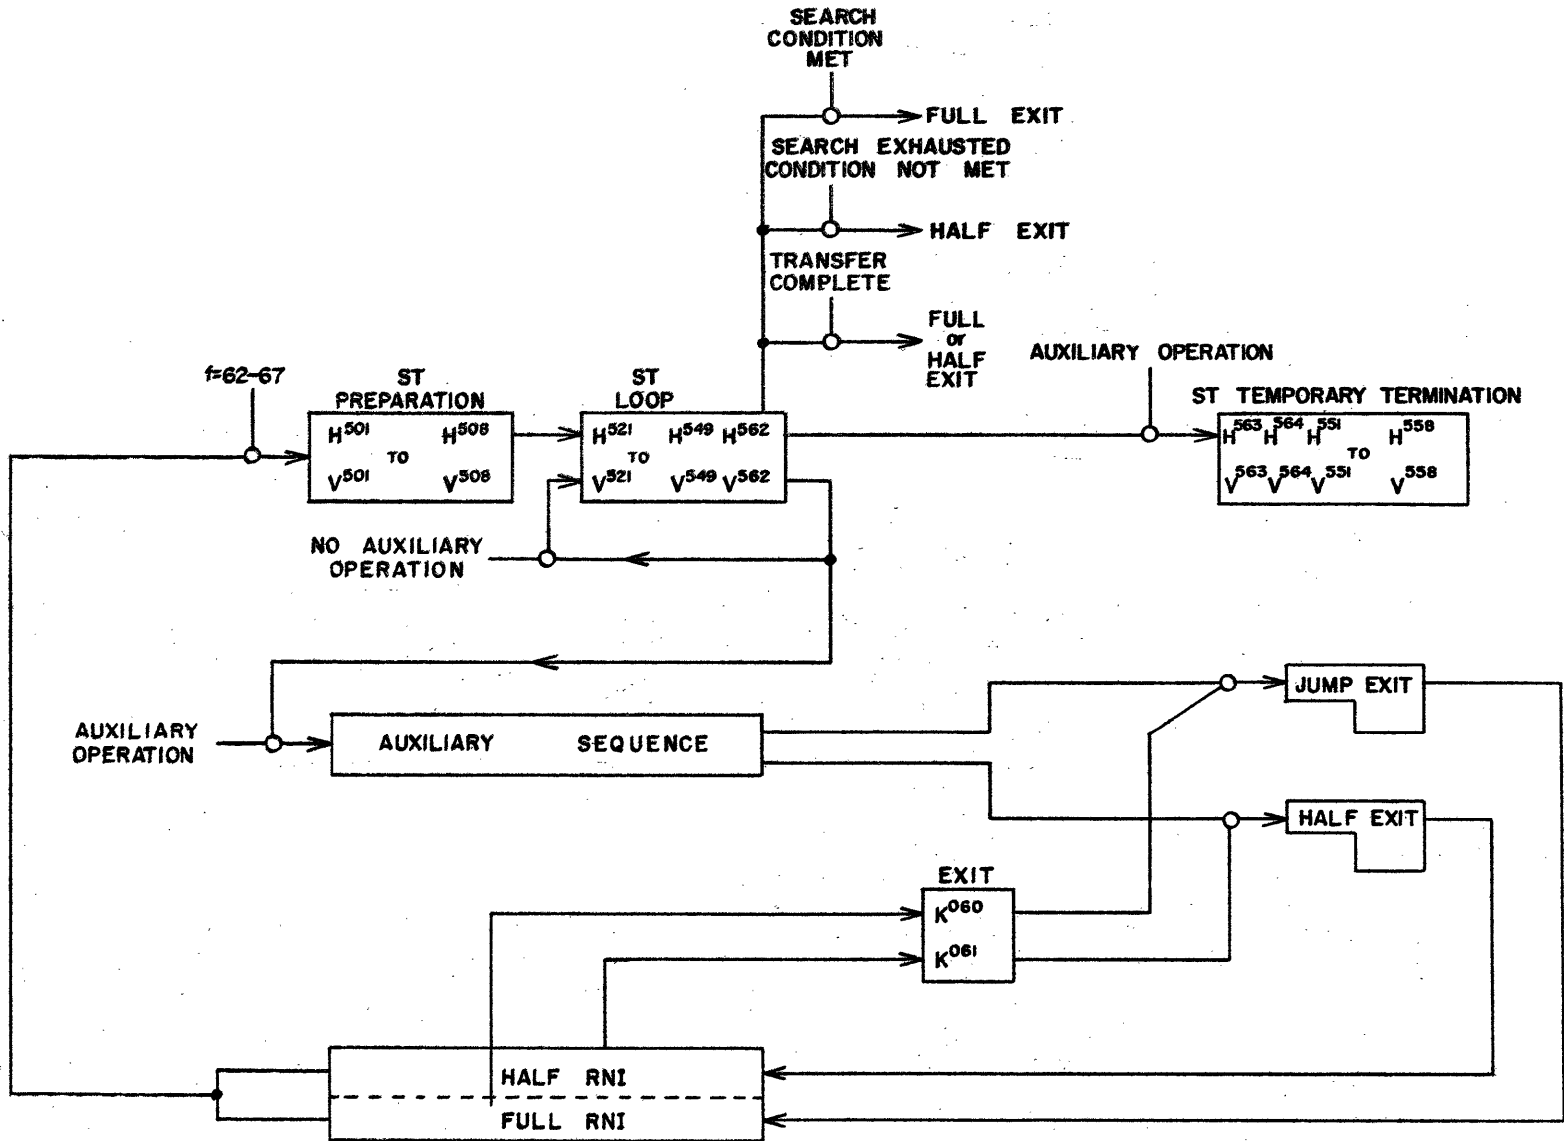 SEARCH
CONDITION
MET
FULL EXIT
SEARCH EXHAUSTED
CONDITION NOT MET
HALF EXIT
TRANSFER
COMPLETE
FULL
or
HALF
EXIT
AUXILIARY OPERATION
f=62-67
ST
PREPARATION
H501 H508
TO
V501 V508
ST
LOOP
H521 H549 H562
TO
V521 V549 V562
ST TEMPORARY TERMINATION
H563 H564 H551 H558
TO
V563 V564 V551 V558
NO AUXILIARY
OPERATION
AUXILIARY
OPERATION
AUXILIARY SEQUENCE
JUMP EXIT
HALF EXIT
EXIT
K060
K061
HALF RNI
FULL RNI